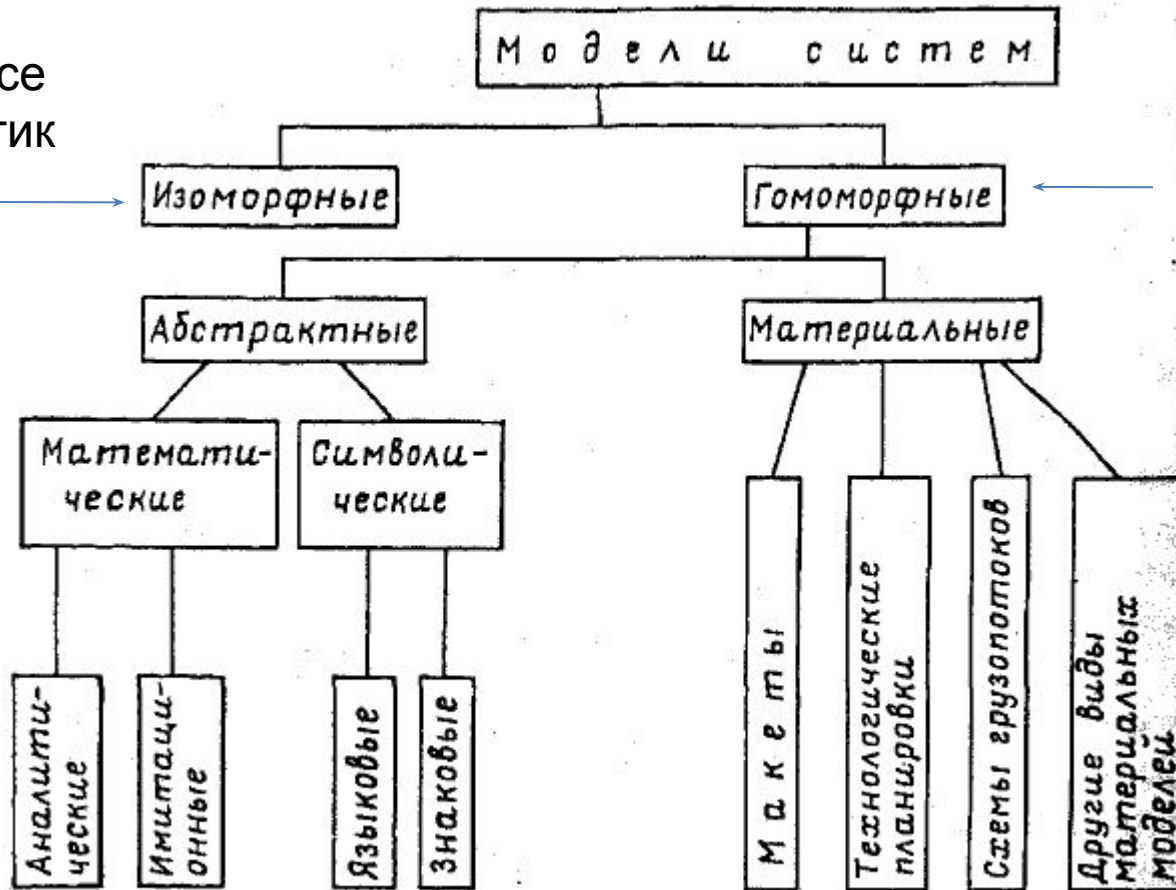 се
тик
Модели систем
Изоморфные
Гомоморфные
Абстрактные
Материальные
Математи-
ческие
Символи-
ческие
Аналити-
ческие
Имитаци-
онные
Языковые
Знаковые
Макеты
Технологические
планировки
Схемы грузопотоков
Другие виды
материальных
моделей